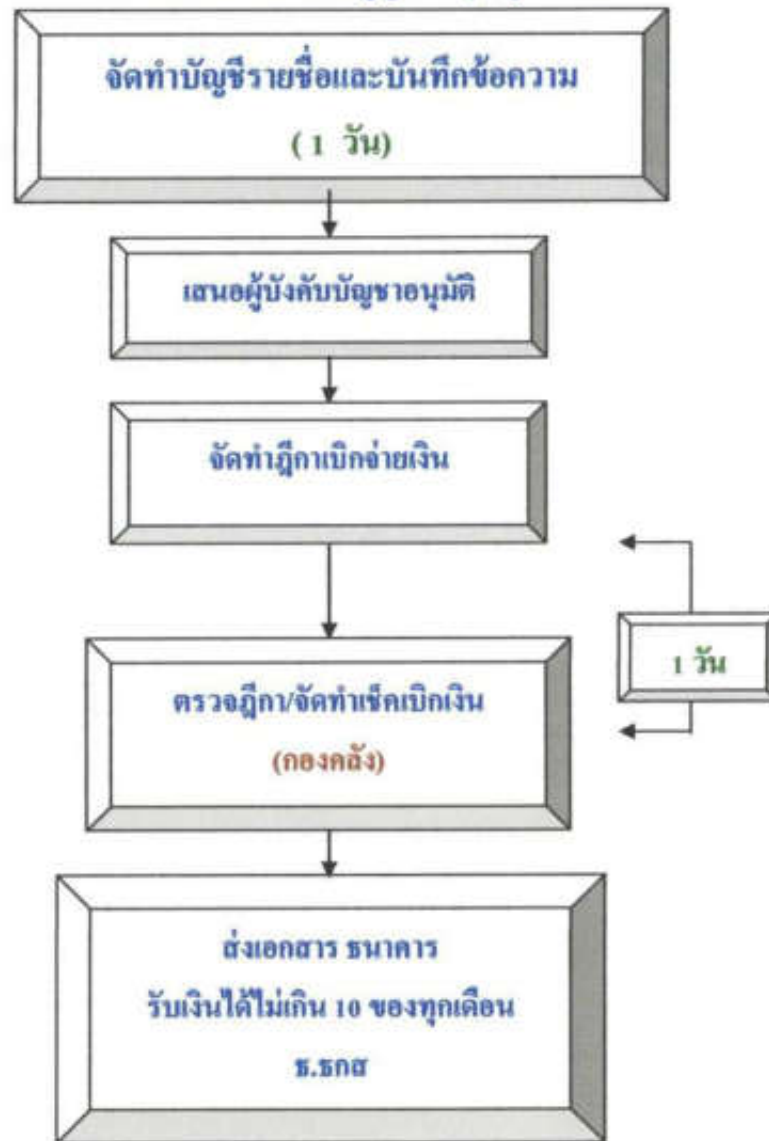 จัดทำบัญชีรายชื่อและบันทึกข้อความ
( 1 วัน)
เสนอผู้บังคับบัญชาอนุมัติ
จัดทำฎีกาเบิกจ่ายเงิน
1 วัน
ตรวจฎีกา/จัดทำเช็คเบิกเงิน
(กองคลัง)
ส่งเอกสาร ธนาคาร
รับเงินได้ไม่เกิน 10 ของทุกเดือน
ธ.ธกส